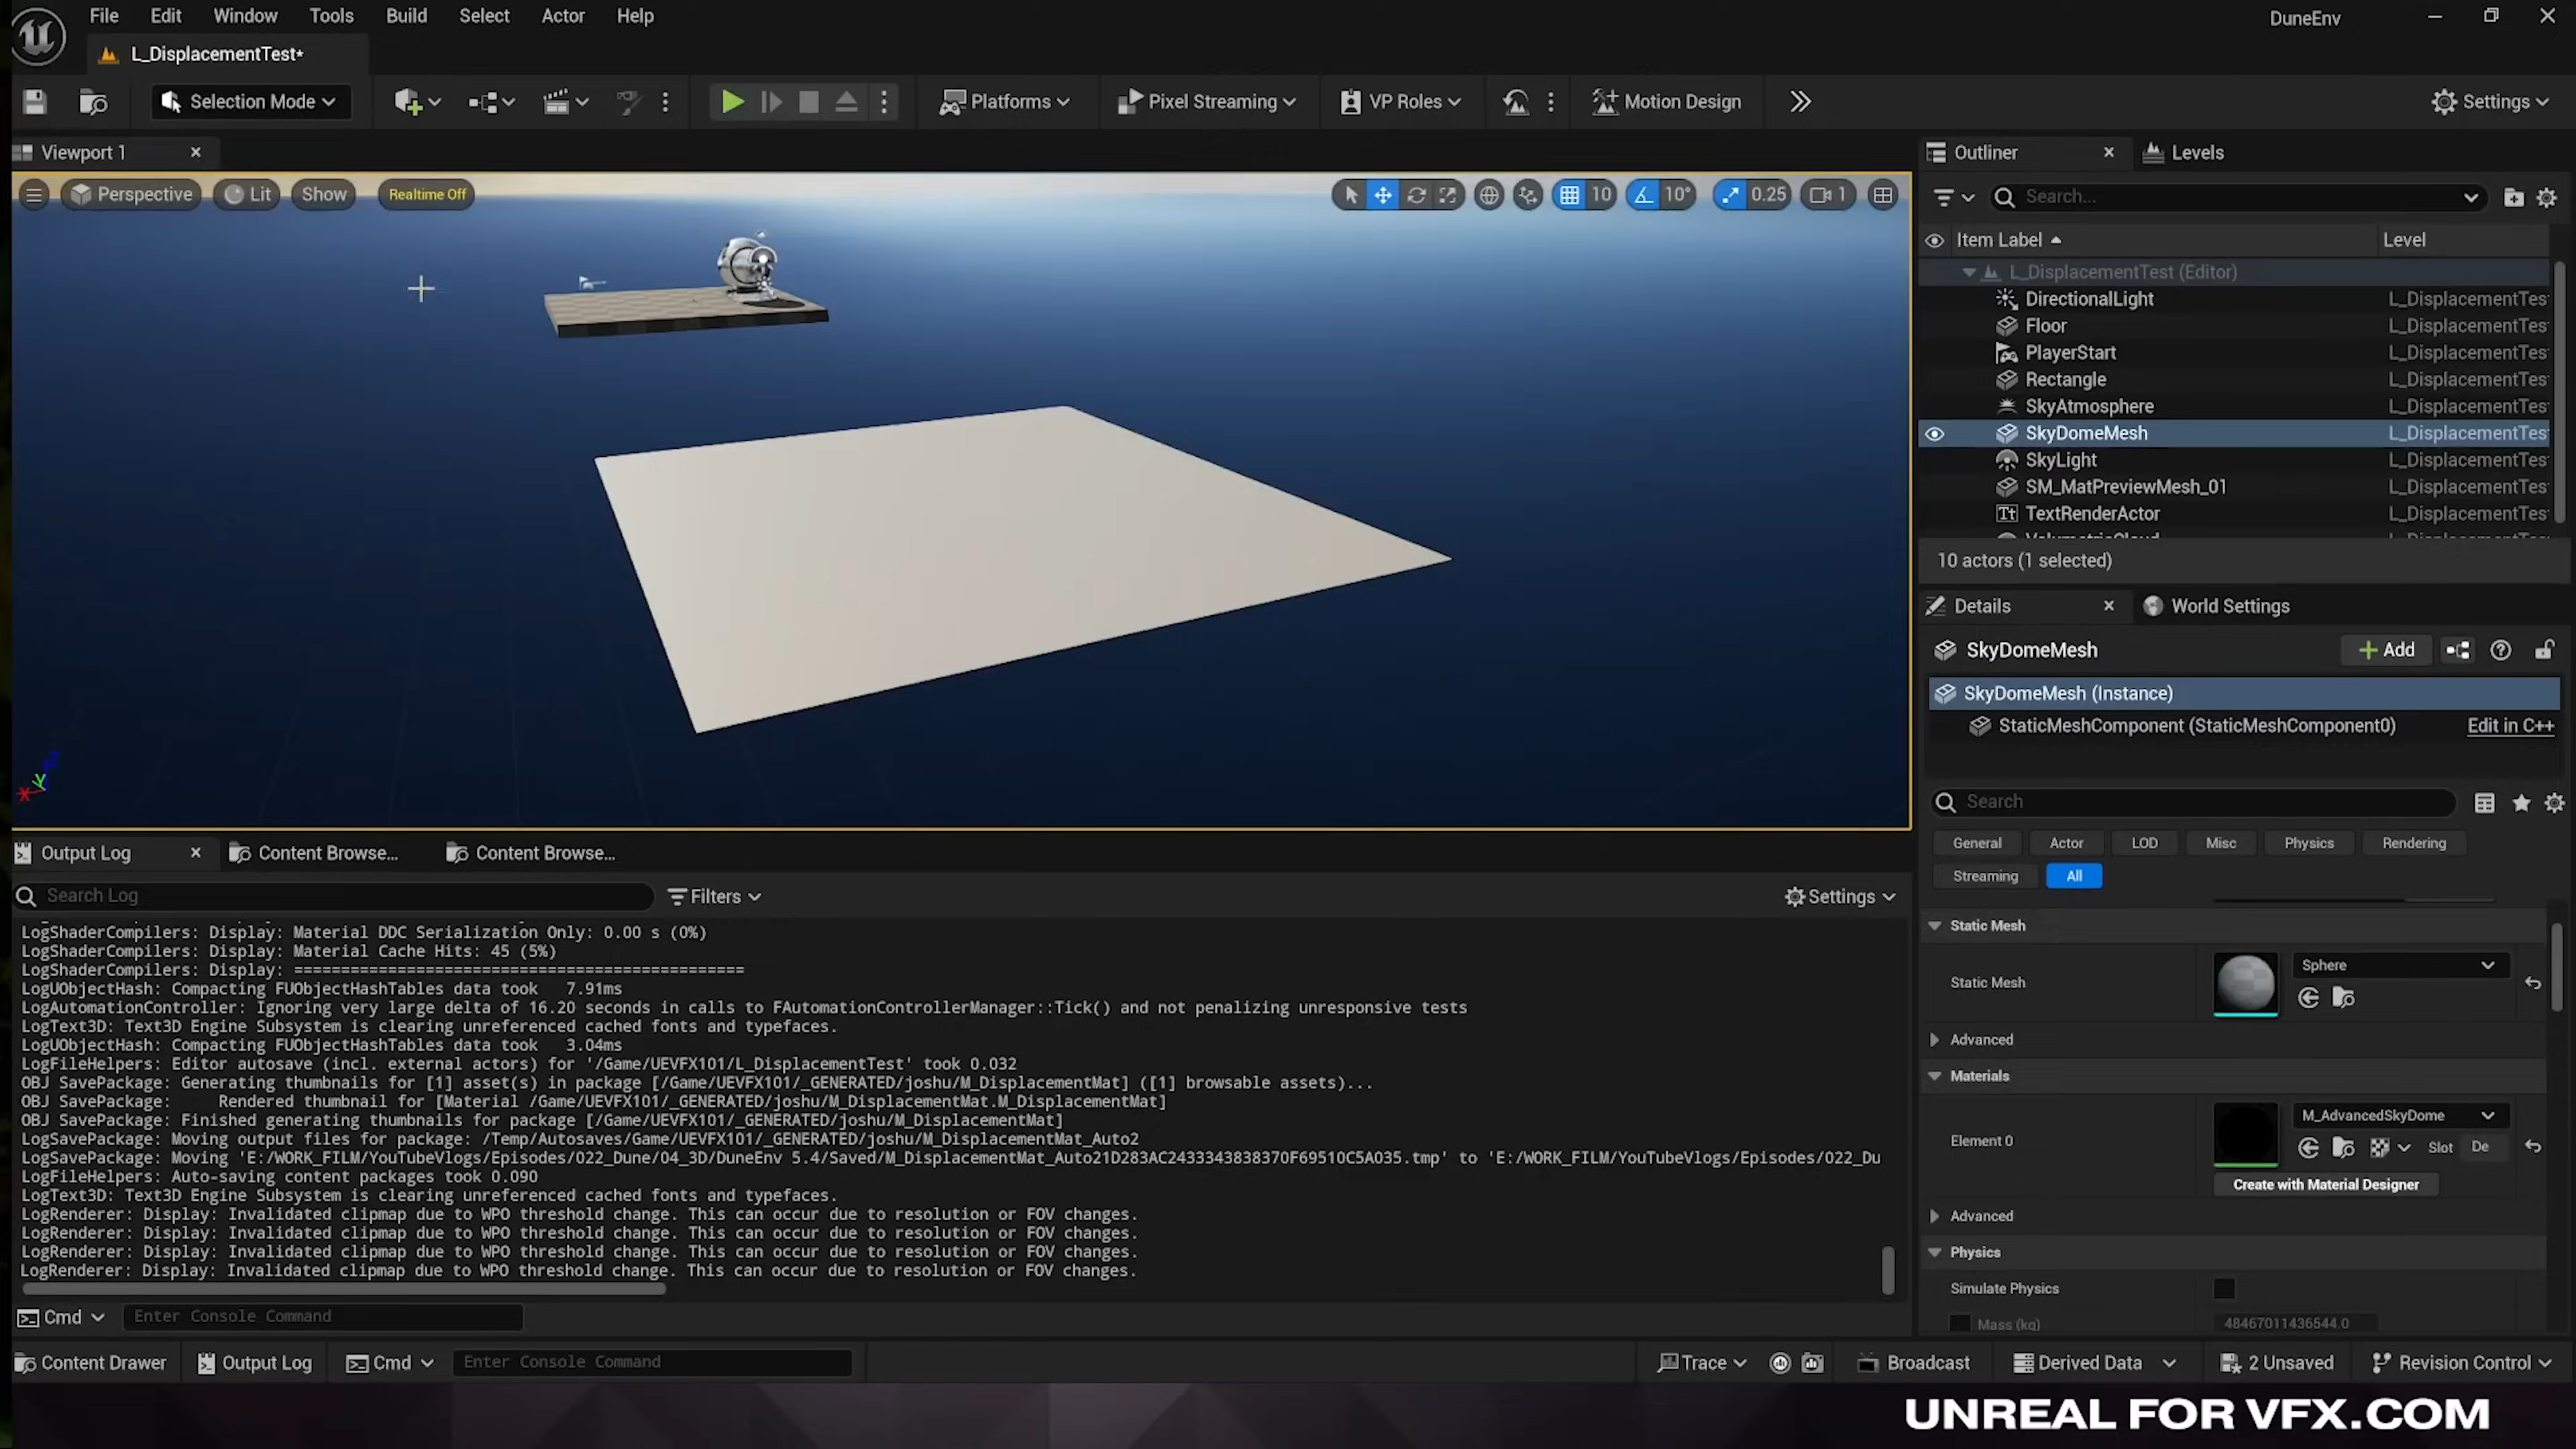 File Edit Window Tools Build Select Actor Help
DuneEnv
L_DisplacementTest*
Selection Mode
Platforms
Pixel Streaming
VP Roles
Motion Design
Settings
Viewport 1
Perspective
Lit
Show
Realtime Off
10
10°
0.25
1
X
Y
Z
Outliner
Levels
Search...
Item Label
Level
L_DisplacementTest (Editor)
DirectionalLight L_DisplacementTes
Floor L_DisplacementTes
PlayerStart L_DisplacementTes
Rectangle L_DisplacementTes
SkyAtmosphere L_DisplacementTes
SkyDomeMesh L_DisplacementTes
SkyLight L_DisplacementTes
SM_MatPreviewMesh_01 L_DisplacementTes
TextRenderActor L_DisplacementTes
10 actors (1 selected)
Details
World Settings
SkyDomeMesh
Add
SkyDomeMesh (Instance)
StaticMeshComponent (StaticMeshComponent0)
Edit in C++
Search
General Actor LOD Misc Physics Rendering
Streaming All
Static Mesh
Static Mesh
Sphere
Advanced
Materials
Element 0
M_AdvancedSkyDome
Slot De
Create with Material Designer
Advanced
Physics
Simulate Physics
Mass (kg) 48467011436544.0
Output Log
Content Browse...
Content Browse...
Search Log
Filters
Settings
LogShaderCompilers: Display: Material DDC Serialization Only: 0.00 s (0%)
LogShaderCompilers: Display: Material Cache Hits: 45 (5%)
LogShaderCompilers: Display: ================================================
LogUObjectHash: Compacting FUObjectHashTables data took   7.91ms
LogAutomationController: Ignoring very large delta of 16.20 seconds in calls to FAutomationControllerManager::Tick() and not penalizing unresponsive tests
LogText3D: Text3D Engine Subsystem is clearing unreferenced cached fonts and typefaces.
LogUObjectHash: Compacting FUObjectHashTables data took   3.04ms
LogFileHelpers: Editor autosave (incl. external actors) for '/Game/UEVFX101/L_DisplacementTest' took 0.032
OBJ SavePackage: Generating thumbnails for [1] asset(s) in package [/Game/UEVFX101/_GENERATED/joshu/M_DisplacementMat] ([1] browsable assets)...
OBJ SavePackage:     Rendered thumbnail for [Material /Game/UEVFX101/_GENERATED/joshu/M_DisplacementMat.M_DisplacementMat]
OBJ SavePackage: Finished generating thumbnails for package [/Game/UEVFX101/_GENERATED/joshu/M_DisplacementMat]
LogSavePackage: Moving output files for package: /Temp/Autosaves/Game/UEVFX101/_GENERATED/joshu/M_DisplacementMat_Auto2
LogSavePackage: Moving 'E:/WORK_FILM/YouTubeVlogs/Episodes/022_Dune/04_3D/DuneEnv 5.4/Saved/M_DisplacementMat_Auto21D283AC2433343838370F69510C5A035.tmp' to 'E:/WORK_FILM/YouTubeVlogs/Episodes/022_Du
LogFileHelpers: Auto-saving content packages took 0.090
LogText3D: Text3D Engine Subsystem is clearing unreferenced cached fonts and typefaces.
LogRenderer: Display: Invalidated clipmap due to WPO threshold change. This can occur due to resolution or FOV changes.
LogRenderer: Display: Invalidated clipmap due to WPO threshold change. This can occur due to resolution or FOV changes.
LogRenderer: Display: Invalidated clipmap due to WPO threshold change. This can occur due to resolution or FOV changes.
LogRenderer: Display: Invalidated clipmap due to WPO threshold change. This can occur due to resolution or FOV changes.
Cmd
Enter Console Command
Content Drawer
Output Log
Cmd
Enter Console Command
Trace
Broadcast
Derived Data
2 Unsaved
Revision Control
UNREAL FOR VFX.COM